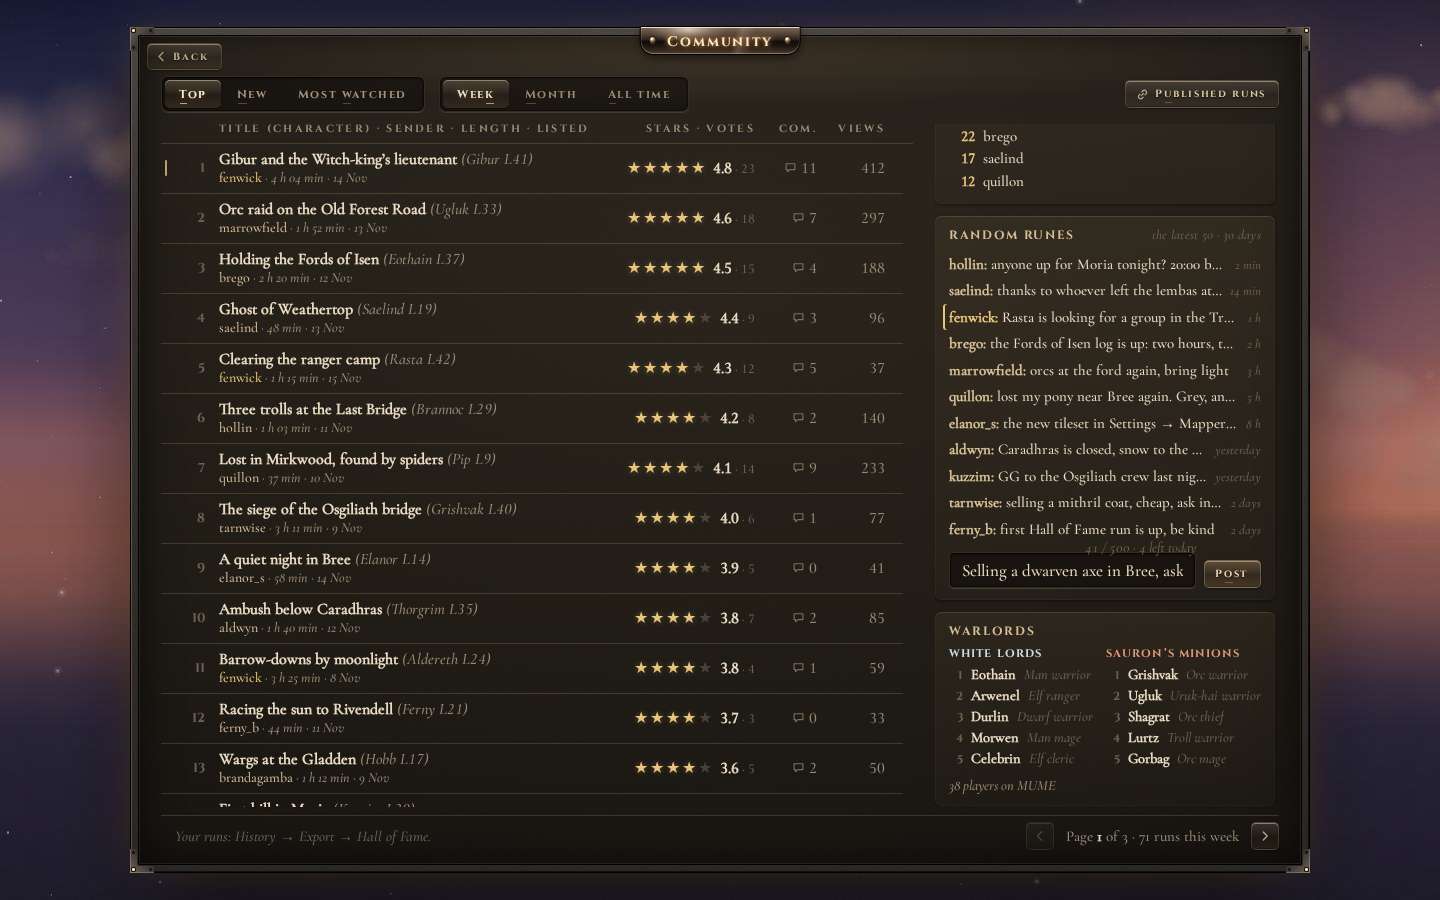 Community
Back
Top New Most watched Week Month All time Published runs
Title (Character) · Sender · Length · Listed Stars · Votes Com. Views
1 Gibur and the Witch-king's lieutenant (Gibur L41) ★★★★★ 4.8 · 23 11 412
fenwick · 4 h 04 min · 14 Nov
2 Orc raid on the Old Forest Road (Ugluk L33) ★★★★★ 4.6 · 18 7 297
marrowfield · 1 h 52 min · 13 Nov
3 Holding the Fords of Isen (Eothain L37) ★★★★★ 4.5 · 15 4 188
brego · 2 h 20 min · 12 Nov
4 Ghost of Weathertop (Saelind L19) ★★★★★ 4.4 · 9 3 96
saelind · 48 min · 13 Nov
5 Clearing the ranger camp (Rasta L42) ★★★★★ 4.3 · 12 5 37
fenwick · 1 h 15 min · 15 Nov
6 Three trolls at the Last Bridge (Brannoc L29) ★★★★★ 4.2 · 8 2 140
hollin · 1 h 03 min · 11 Nov
7 Lost in Mirkwood, found by spiders (Pip L9) ★★★★★ 4.1 · 14 9 233
quillon · 37 min · 10 Nov
8 The siege of the Osgiliath bridge (Grishvak L40) ★★★★★ 4.0 · 6 1 77
tarnwise · 3 h 11 min · 9 Nov
9 A quiet night in Bree (Elanor L14) ★★★★★ 3.9 · 5 0 41
elanor_s · 58 min · 14 Nov
10 Ambush below Caradhras (Thorgrim L35) ★★★★★ 3.8 · 7 2 85
aldwyn · 1 h 40 min · 12 Nov
11 Barrow-downs by moonlight (Aldereth L24) ★★★★★ 3.8 · 4 1 59
fenwick · 3 h 25 min · 8 Nov
12 Racing the sun to Rivendell (Ferny L21) ★★★★★ 3.7 · 3 0 33
ferny_b · 44 min · 11 Nov
13 Wargs at the Gladden (Hobb L17) ★★★★★ 3.6 · 5 2 50
brandagamba · 1 h 12 min · 9 Nov
22 brego
17 saelind
12 quillon
Random runes the latest 50 · 30 days
hollin: anyone up for Moria tonight? 20:00 b... 2 min
saelind: thanks to whoever left the lembas at... 14 min
fenwick: Rasta is looking for a group in the Tr... 1 h
brego: the Fords of Isen log is up: two hours, t... 2 h
marrowfield: orcs at the ford again, bring light 3 h
quillon: lost my pony near Bree again. Grey, an... 5 h
elanor_s: the new tileset in Settings → Mapper... 8 h
aldwyn: Caradhras is closed, snow to the ... yesterday
kuzzim: GG to the Osgiliath crew last nig... yesterday
tarnwise: selling a mithril coat, cheap, ask in... 2 days
ferny_b: first Hall of Fame run is up, be kind 2 days
41 / 500 · 4 left today
Selling a dwarven axe in Bree, ask Post
Warlords
White Lords Sauron's Minions
1 Eothain Man warrior 1 Grishvak Orc warrior
2 Arwenel Elf ranger 2 Ugluk Uruk-hai warrior
3 Durlin Dwarf warrior 3 Shagrat Orc thief
4 Morwen Man mage 4 Lurtz Troll warrior
5 Celebrin Elf cleric 5 Gorbag Orc mage
38 players on MUME
Your runs: History → Export → Hall of Fame. Page 1 of 3 · 71 runs this week